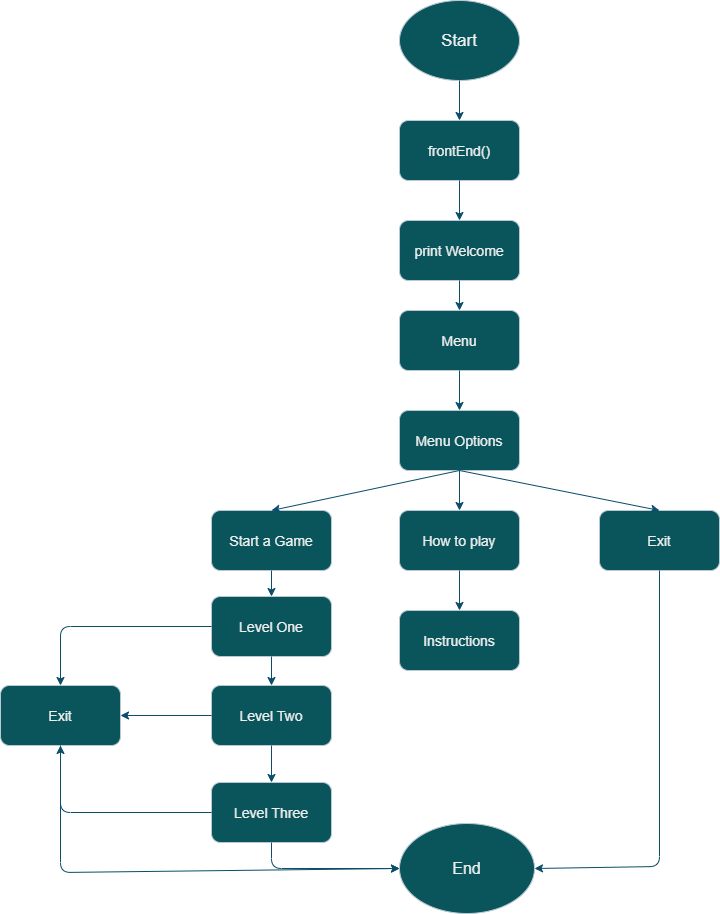 Start
frontEnd()
print Welcome
Menu
Menu Options
Start a Game
How to play
Exit
Level One
Instructions
Exit
Level Two
Level Three
End